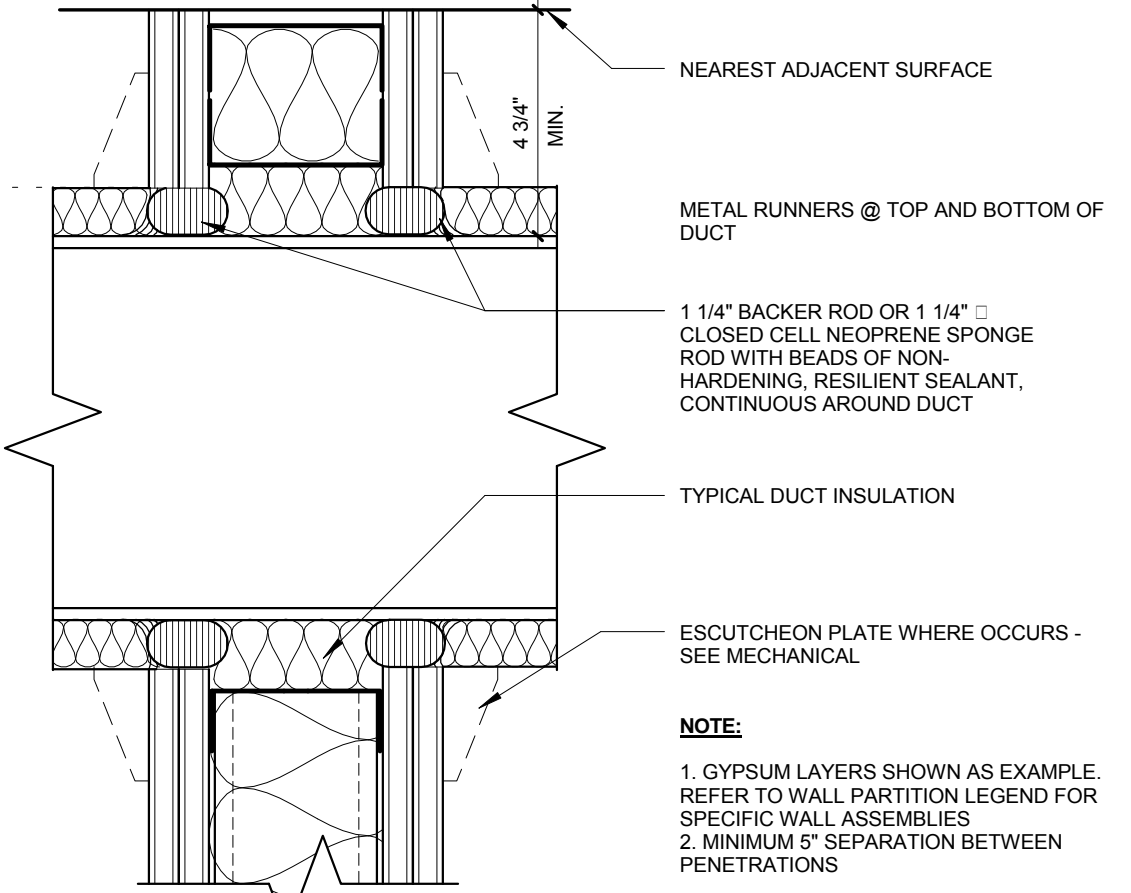 NEAREST ADJACENT SURFACE
4 3/4"
MIN.
METAL RUNNERS @ TOP AND BOTTOM OF
DUCT
1 1/4" BACKER ROD OR 1 1/4" □
CLOSED CELL NEOPRENE SPONGE
ROD WITH BEADS OF NON-
HARDENING, RESILIENT SEALANT,
CONTINUOUS AROUND DUCT
TYPICAL DUCT INSULATION
ESCUTCHEON PLATE WHERE OCCURS -
SEE MECHANICAL
NOTE:
1. GYPSUM LAYERS SHOWN AS EXAMPLE.
REFER TO WALL PARTITION LEGEND FOR
SPECIFIC WALL ASSEMBLIES
2. MINIMUM 5" SEPARATION BETWEEN
PENETRATIONS